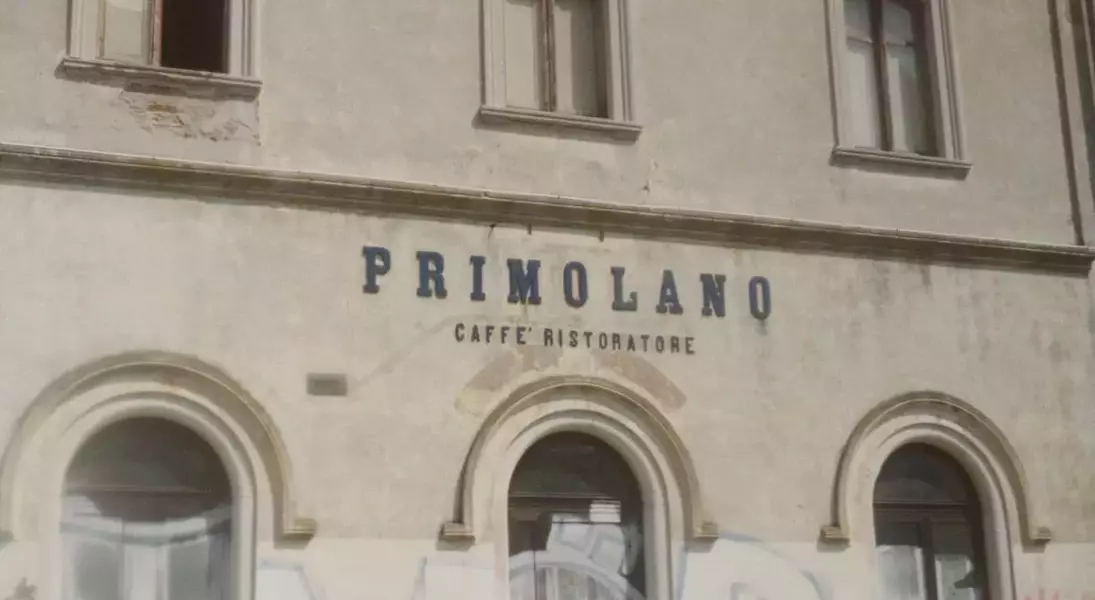 PRIMOLANO
CAFFE' RISTORATORE